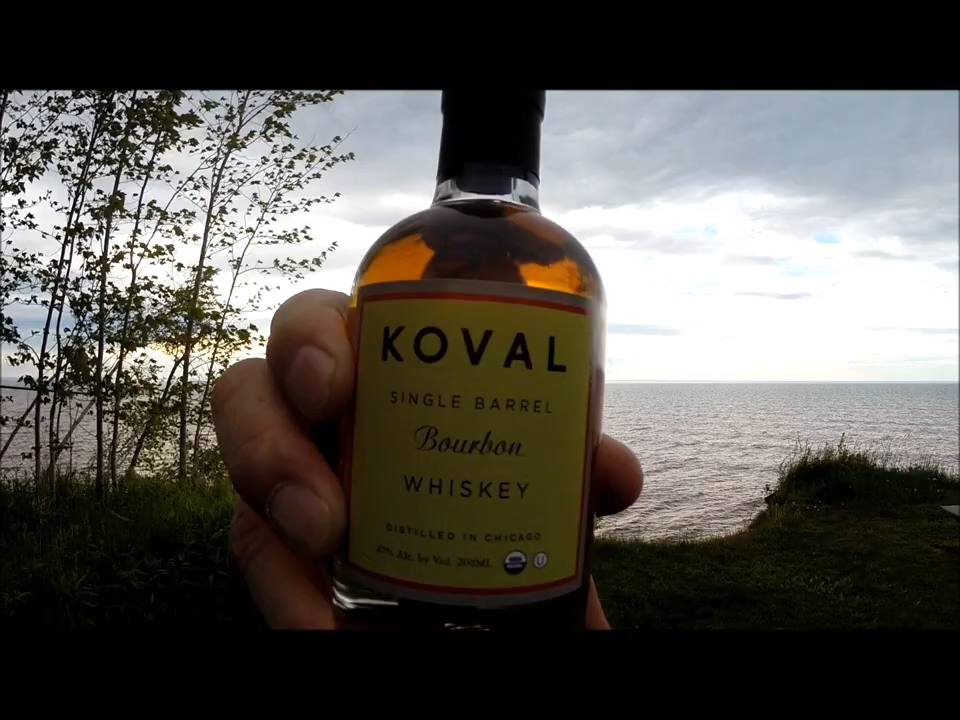 KOVAL
SINGLE BARREL
Bourbon
WHISKEY
DISTILLED IN CHICAGO
47% Alc. by Vol. 200ML
U